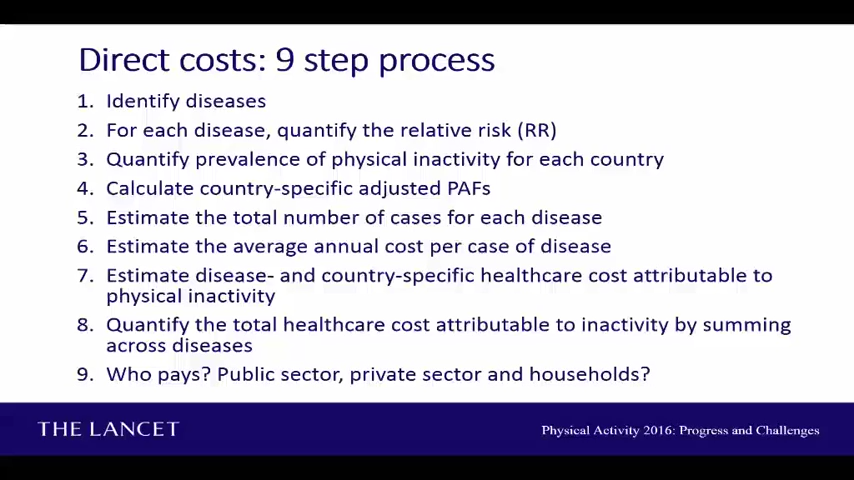 Direct costs: 9 step process
1. Identify diseases
2. For each disease, quantify the relative risk (RR)
3. Quantify prevalence of physical inactivity for each country
4. Calculate country-specific adjusted PAFs
5. Estimate the total number of cases for each disease
6. Estimate the average annual cost per case of disease
7. Estimate disease- and country-specific healthcare cost attributable to
physical inactivity
8. Quantify the total healthcare cost attributable to inactivity by summing
across diseases
9. Who pays? Public sector, private sector and households?
THE LANCET
Physical Activity 2016: Progress and Challenges